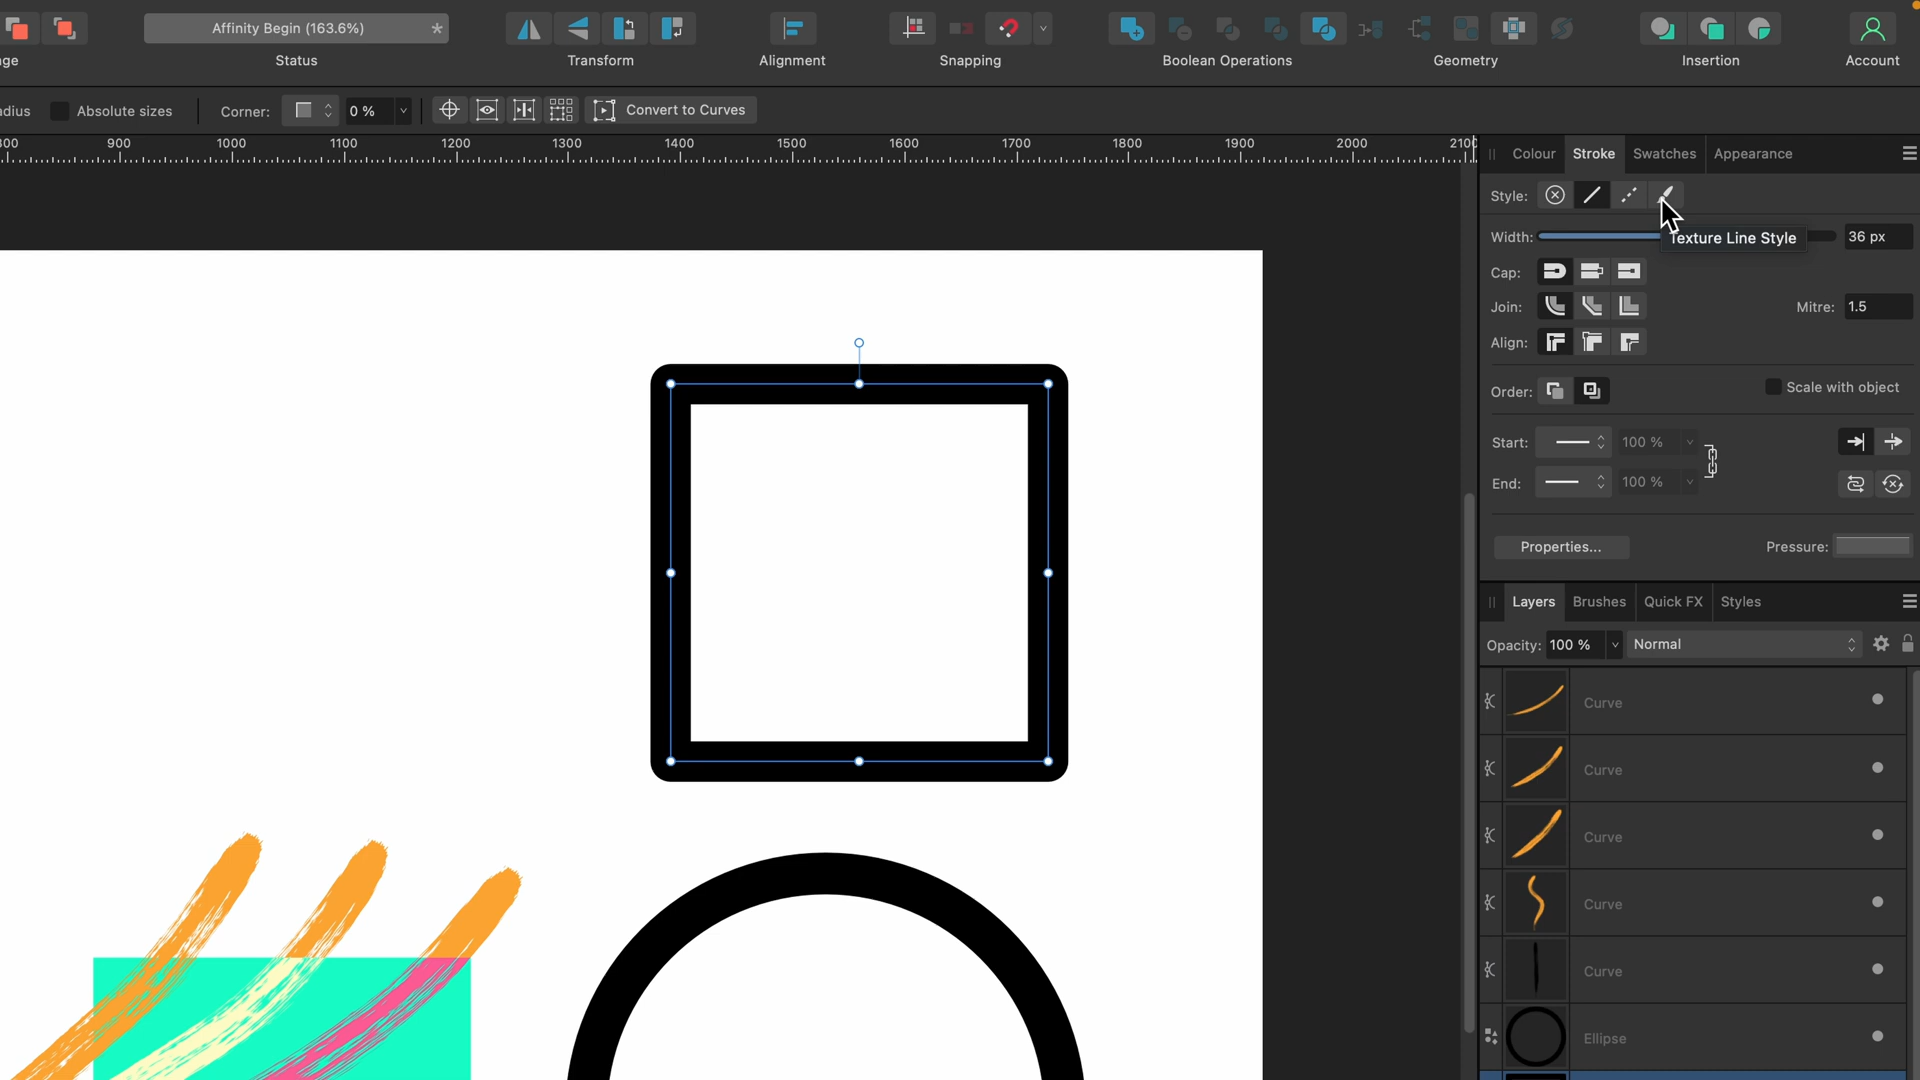 Affinity Begin (163.6%) *
ge
Status
Transform
Alignment
Snapping
Boolean Operations
Geometry
Insertion
Account
adius
Absolute sizes
Corner:
0 %
Convert to Curves
800 900 1000 1100 1200 1300 1400 1500 1600 1700 1800 1900 2000 2100
Colour Stroke Swatches Appearance
Style:
Width: 36 px
Texture Line Style
Cap:
Join: Mitre: 1.5
Align:
Order: Scale with object
Start: 100 %
End: 100 %
Properties... Pressure:
Layers Brushes Quick FX Styles
Opacity: 100 % Normal
Curve
Curve
Curve
Curve
Curve
Ellipse